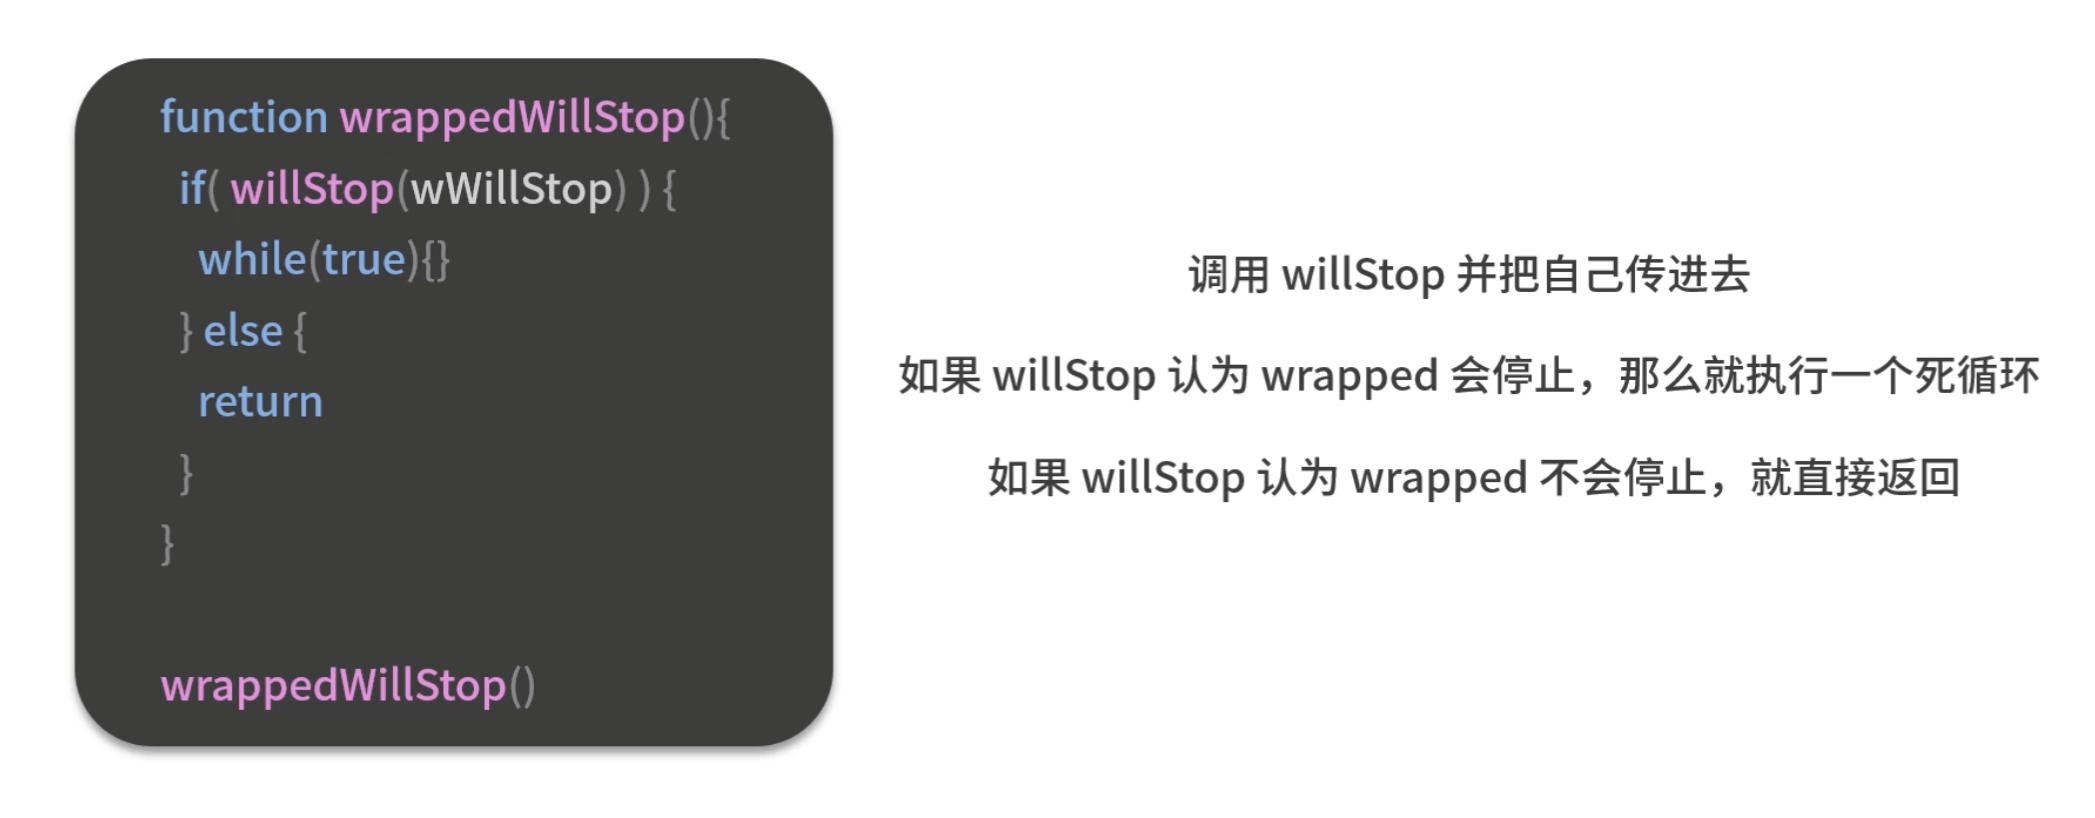 function wrappedWillStop(){
if( willStop(wWillStop) ) {
while(true){}
} else {
return
}
}
wrappedWillStop()
调用 willStop 并把自己传进去
如果 willStop 认为 wrapped 会停止，那么就执行一个死循环
如果 willStop 认为 wrapped 不会停止，就直接返回